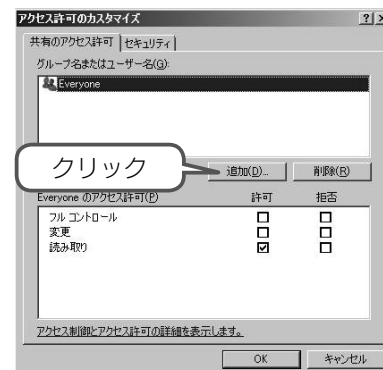 アクセス許可のカスタマイズ
共有のアクセス許可 セキュリティ
グループ名またはユーザー名(G):
Everyone
クリック
追加(D)... 削除(R)
Everyone のアクセス許可(P) 許可 拒否
フル コントロール
変更
読み取り
アクセス制御とアクセス許可の詳細を表示します。
OK キャンセル